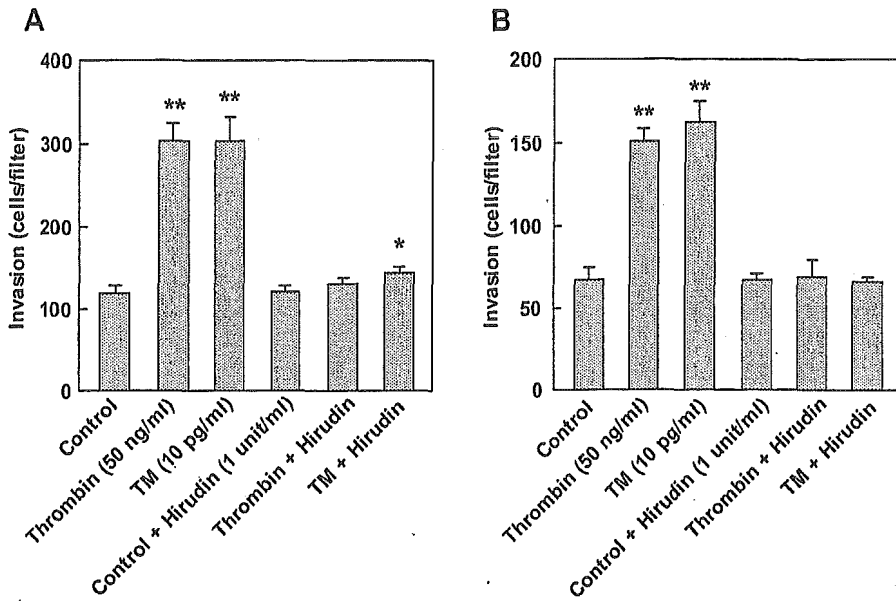 A
Invasion (cells/filter)
400
300
200
100
0
**
**
*
Control
Thrombin (50 ng/ml)
TM (10 pg/ml)
Control + Hirudin (1 unit/ml)
Thrombin + Hirudin
TM + Hirudin
B
Invasion (cells/filter)
200
150
100
50
0
**
**
Control
Thrombin (50 ng/ml)
TM (10 pg/ml)
Control + Hirudin (1 unit/ml)
Thrombin + Hirudin
TM + Hirudin